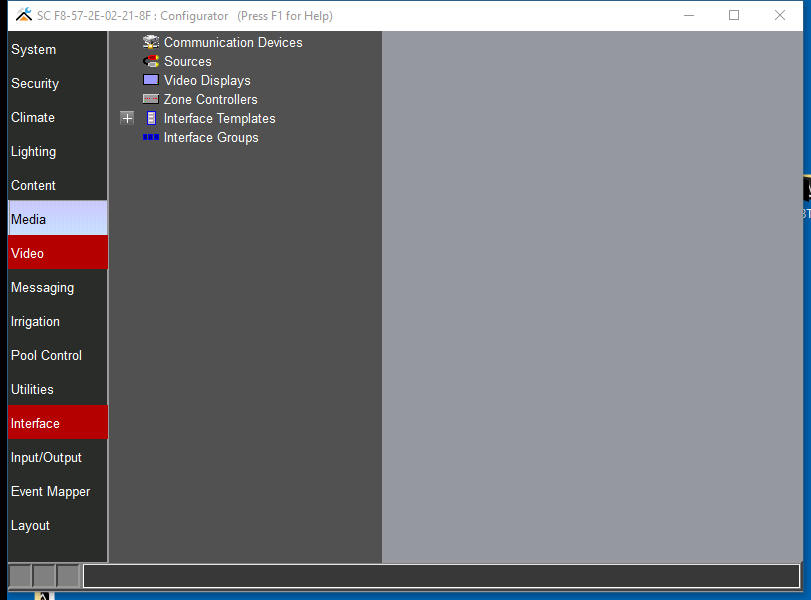 SC F8-57-2E-02-21-8F : Configurator   (Press F1 for Help)
System
Security
Climate
Lighting
Content
Media
Video
Messaging
Irrigation
Pool Control
Utilities
Interface
Input/Output
Event Mapper
Layout
Communication Devices
Sources
Video Displays
Zone Controllers
Interface Templates
Interface Groups